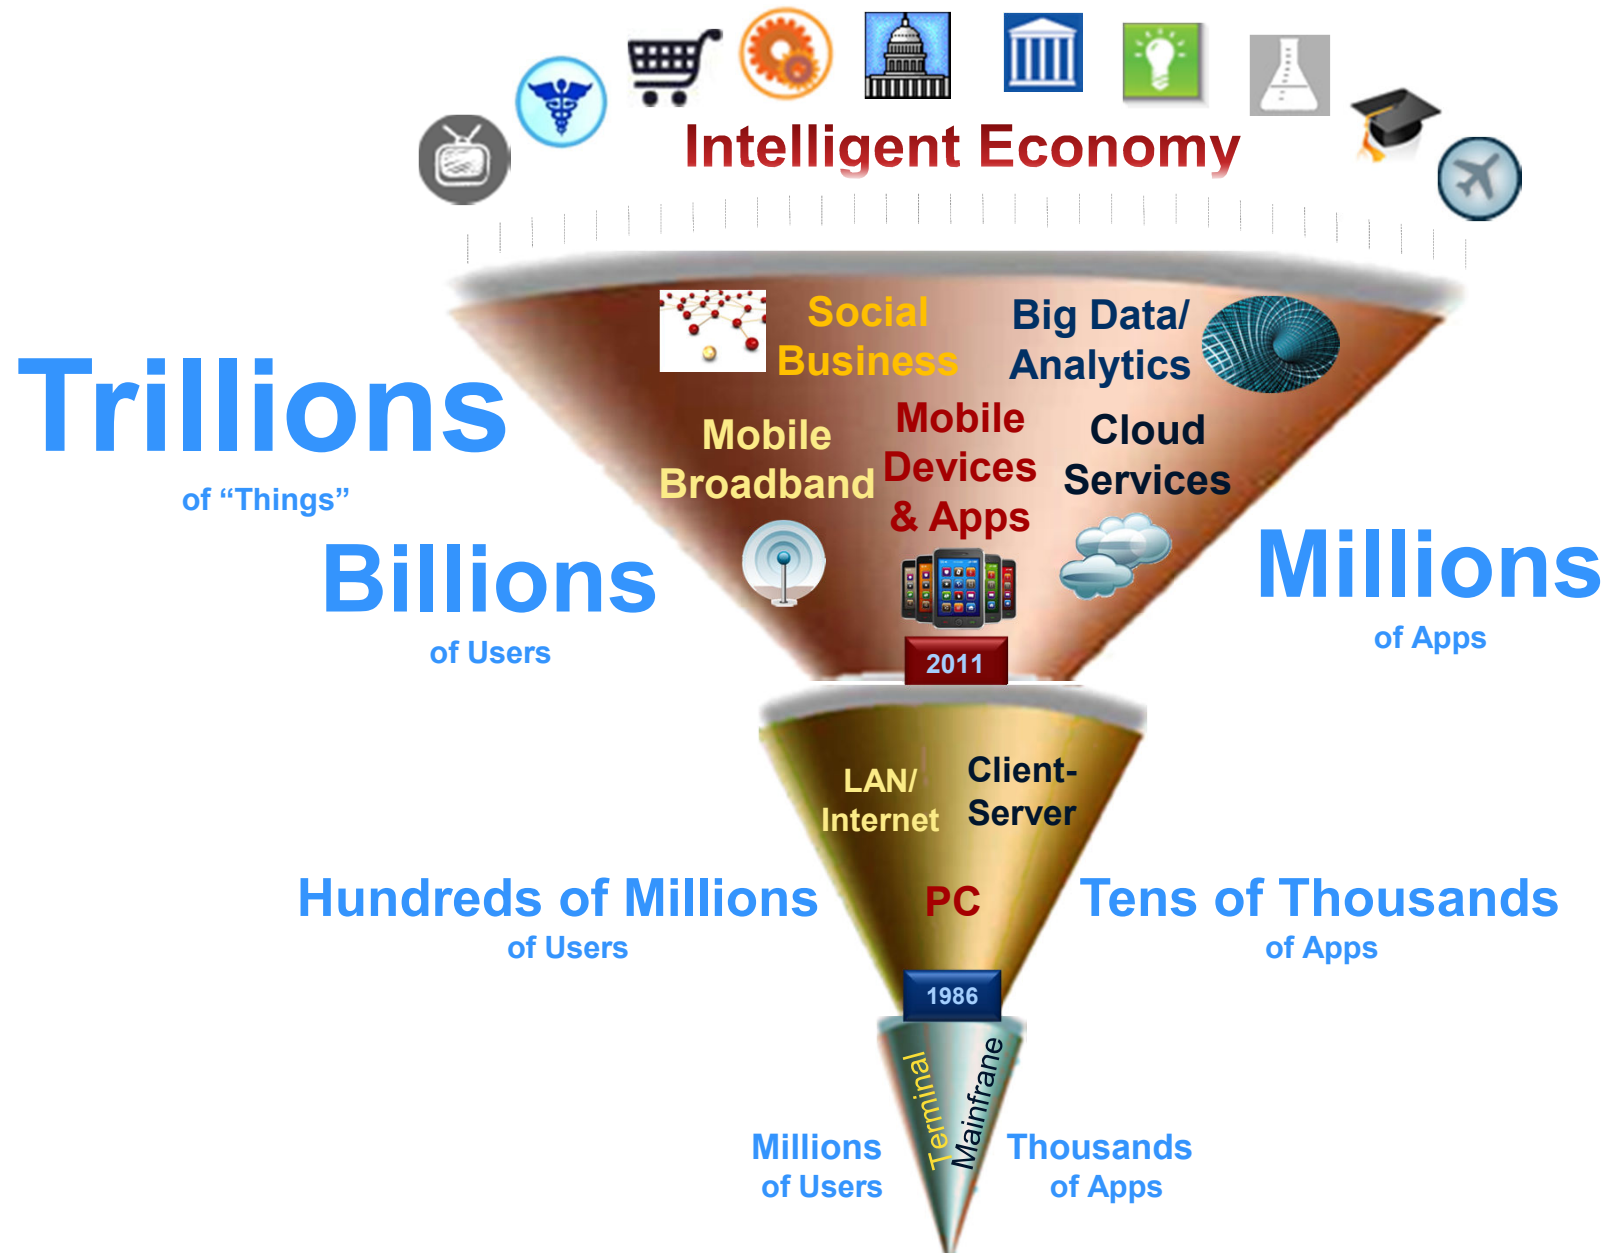 Intelligent Economy
Social
Business
Big Data/
Analytics
Trillions
of “Things”
Mobile
Broadband
Mobile
Devices
& Apps
Cloud
Services
Billions
of Users
Millions
of Apps
2011
LAN/
Internet
Client-
Server
Hundreds of Millions
of Users
PC
Tens of Thousands
of Apps
1986
Terminal
Mainfrane
Millions
of Users
Thousands
of Apps